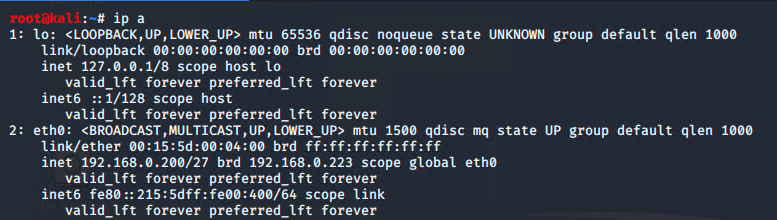 root@kali:~# ip a
1: lo: <LOOPBACK,UP,LOWER_UP> mtu 65536 qdisc noqueue state UNKNOWN group default qlen 1000
    link/loopback 00:00:00:00:00:00 brd 00:00:00:00:00:00
    inet 127.0.0.1/8 scope host lo
       valid_lft forever preferred_lft forever
    inet6 ::1/128 scope host
       valid_lft forever preferred_lft forever
2: eth0: <BROADCAST,MULTICAST,UP,LOWER_UP> mtu 1500 qdisc mq state UP group default qlen 1000
    link/ether 00:15:5d:00:04:00 brd ff:ff:ff:ff:ff:ff
    inet 192.168.0.200/27 brd 192.168.0.223 scope global eth0
       valid_lft forever preferred_lft forever
    inet6 fe80::215:5dff:fe00:400/64 scope link
       valid_lft forever preferred_lft forever